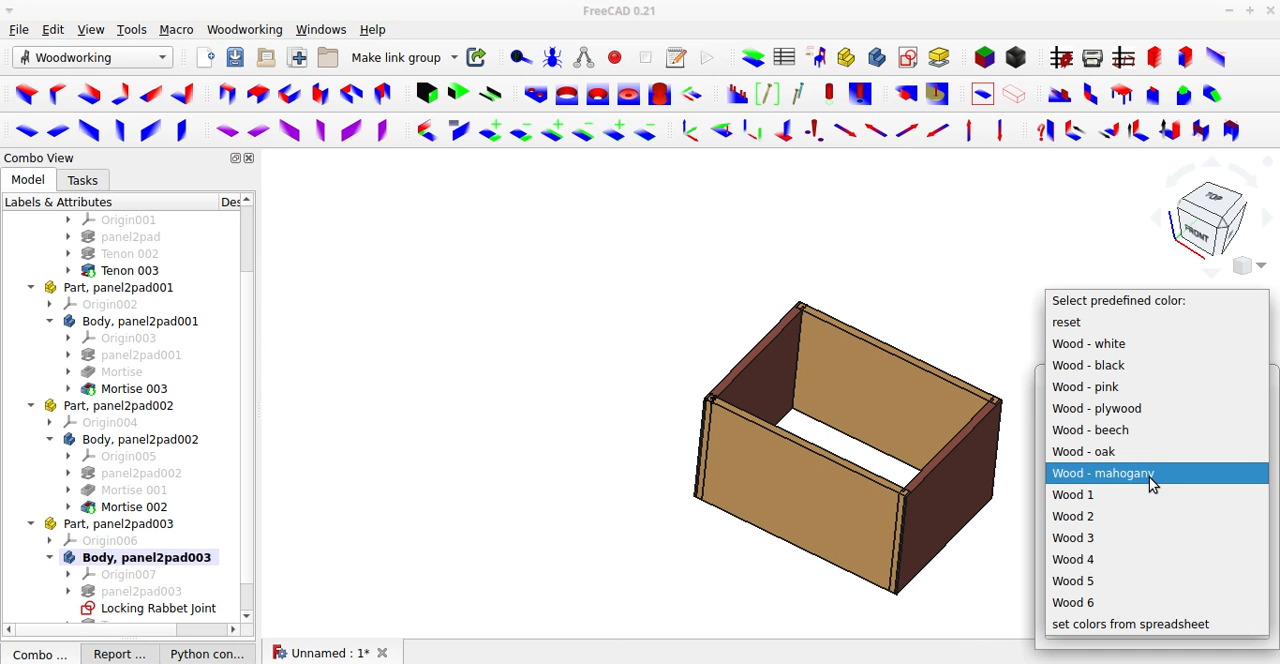 FreeCAD 0.21
File Edit View Tools Macro Woodworking Windows Help
Woodworking Make link group
Combo View
Model Tasks
Labels & Attributes Des
Origin001
panel2pad
Tenon 002
Tenon 003
Part, panel2pad001
Origin002
Body, panel2pad001
Origin003
panel2pad001
Mortise
Mortise 003
Part, panel2pad002
Origin004
Body, panel2pad002
Origin005
panel2pad002
Mortise 001
Mortise 002
Part, panel2pad003
Origin006
Body, panel2pad003
Origin007
panel2pad003
Locking Rabbet Joint
Combo ... Report ... Python con...
TOP
FRONT
Select predefined color:
reset
Wood - white
Wood - black
Wood - pink
Wood - plywood
Wood - beech
Wood - oak
Wood - mahogany
Wood 1
Wood 2
Wood 3
Wood 4
Wood 5
Wood 6
set colors from spreadsheet
Unnamed : 1*